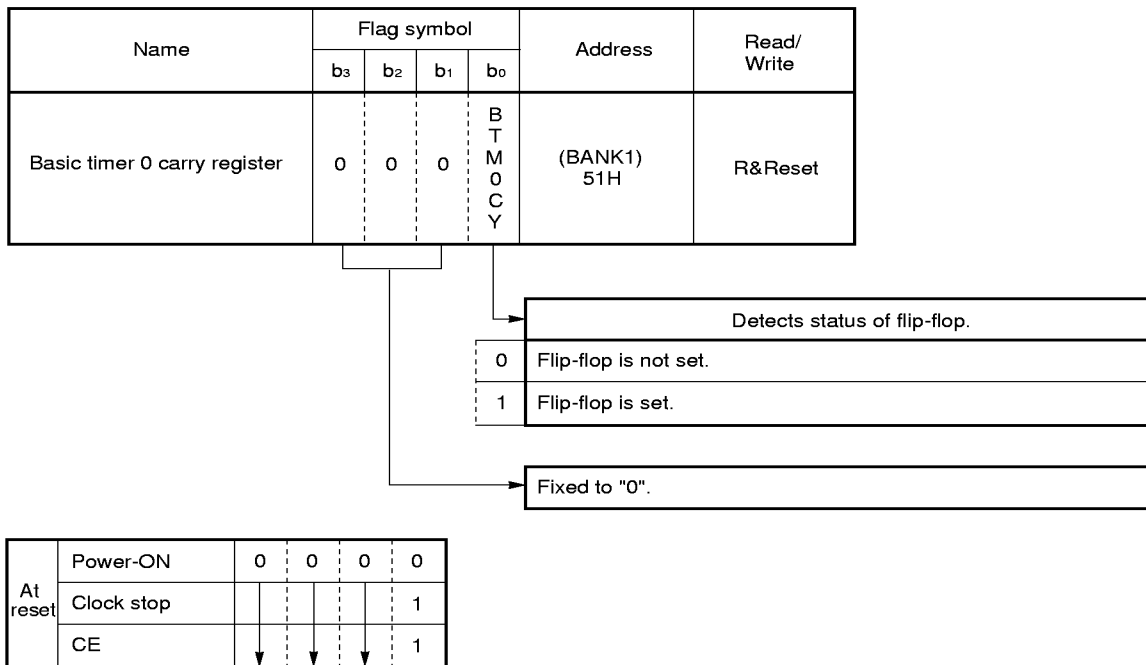 Name Flag symbol Address Read/
Write
b3 b2 b1 b0
Basic timer 0 carry register 0 0 0 BTM0CY (BANK1)
51H R&Reset
Detects status of flip-flop.
0 Flip-flop is not set.
1 Flip-flop is set.
Fixed to "0".
At
reset
Power-ON 0 0 0 0
Clock stop 1
CE 1